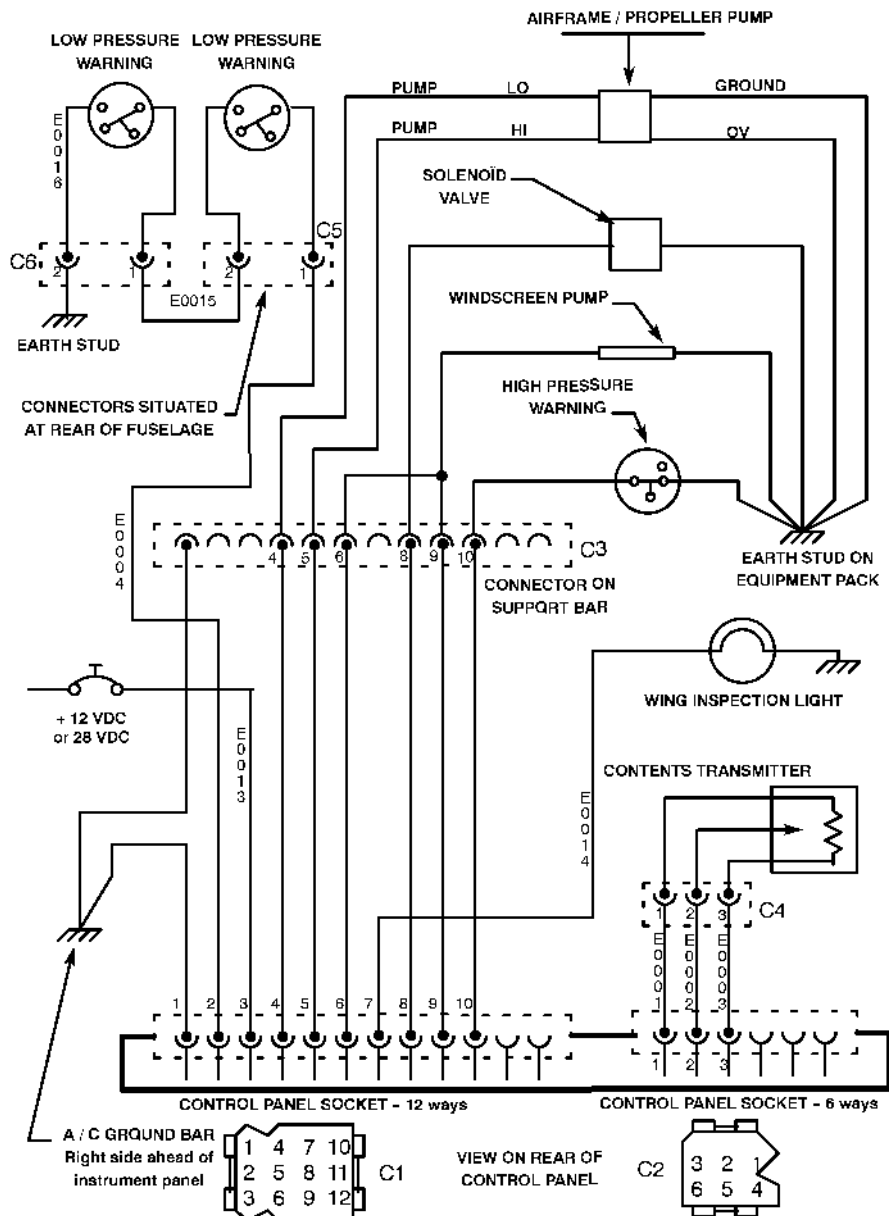 AIRFRAME / PROPELLER PUMP
LOW PRESSURE
WARNING
LOW PRESSURE
WARNING
PUMP LO GROUND
PUMP HI OV
E0016
SOLENOÏD
VALVE
C6 2 1 2 1 C5
E0015
EARTH STUD
WINDSCREEN PUMP
HIGH PRESSURE
WARNING
CONNECTORS SITUATED
AT REAR OF FUSELAGE
E0004
4 5 6 8 9 10 C3
CONNECTOR ON
SUPPORT BAR
EARTH STUD ON
EQUIPMENT PACK
WING INSPECTION LIGHT
+ 12 VDC
or 28 VDC
E0013
E0014
CONTENTS TRANSMITTER
1 2 3 C4
E0001 E0002 E0003
1 2 3 4 5 6 7 8 9 10
1 2 3
CONTROL PANEL SOCKET - 12 ways
CONTROL PANEL SOCKET - 6 ways
A / C GROUND BAR
Right side ahead of
instrument panel
1 4 7 10
2 5 8 11
3 6 9 12
C1
VIEW ON REAR OF
CONTROL PANEL
C2
3 2 1
6 5 4